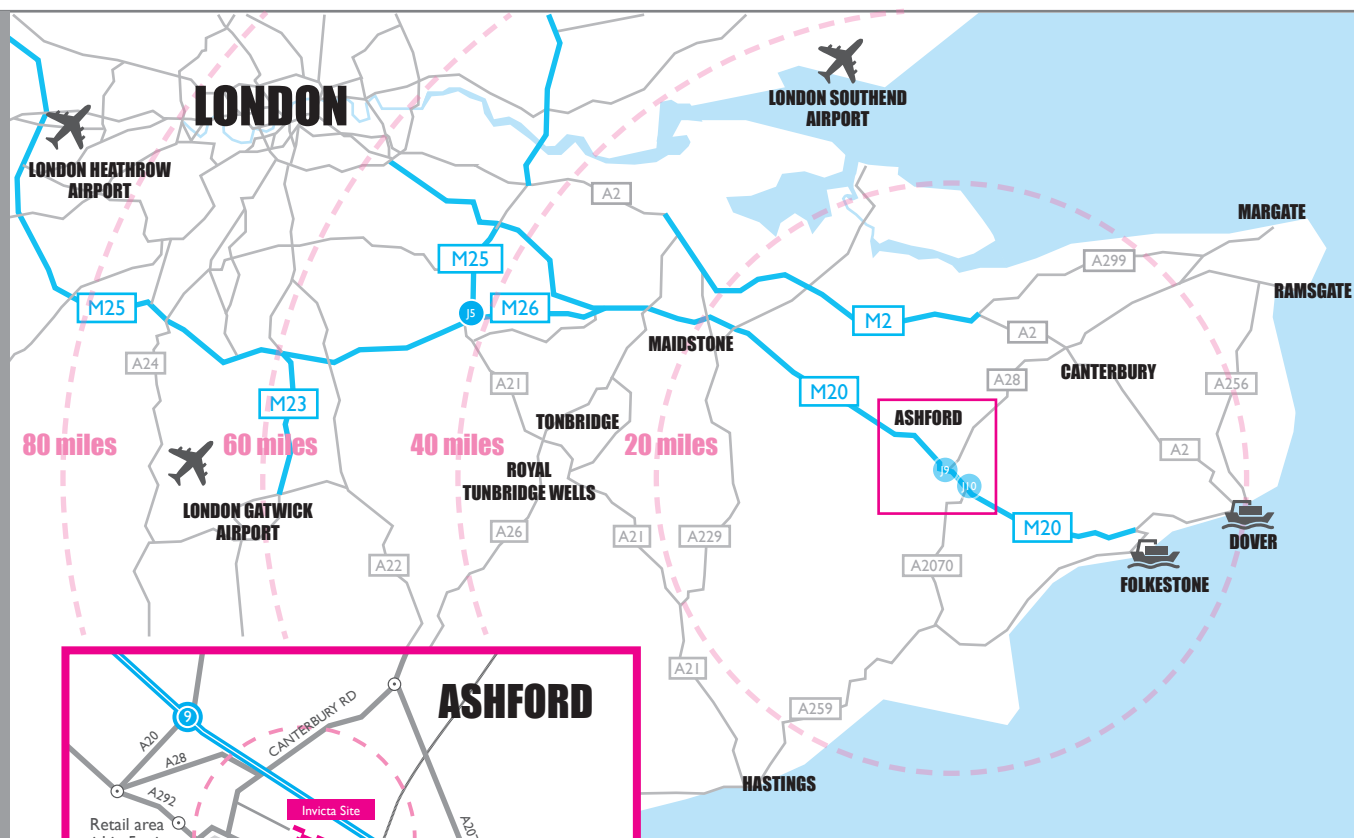 LONDON
LONDON SOUTHEND
AIRPORT
LONDON HEATHROW
AIRPORT
A2
MARGATE
M25
A299
RAMSGATE
M25
J5
M26
M2
A2
MAIDSTONE
A24
A21
M23
M20
A28
CANTERBURY
A256
ASHFORD
TONBRIDGE
80 miles
60 miles
40 miles
20 miles
A2
ROYAL
TUNBRIDGE WELLS
J9
J10
LONDON GATWICK
AIRPORT
A26
A21
A229
M20
DOVER
A22
A2070
FOLKESTONE
A21
A259
HASTINGS
ASHFORD
9
CANTERBURY RD
A20
A28
A292
Invicta Site
Retail area